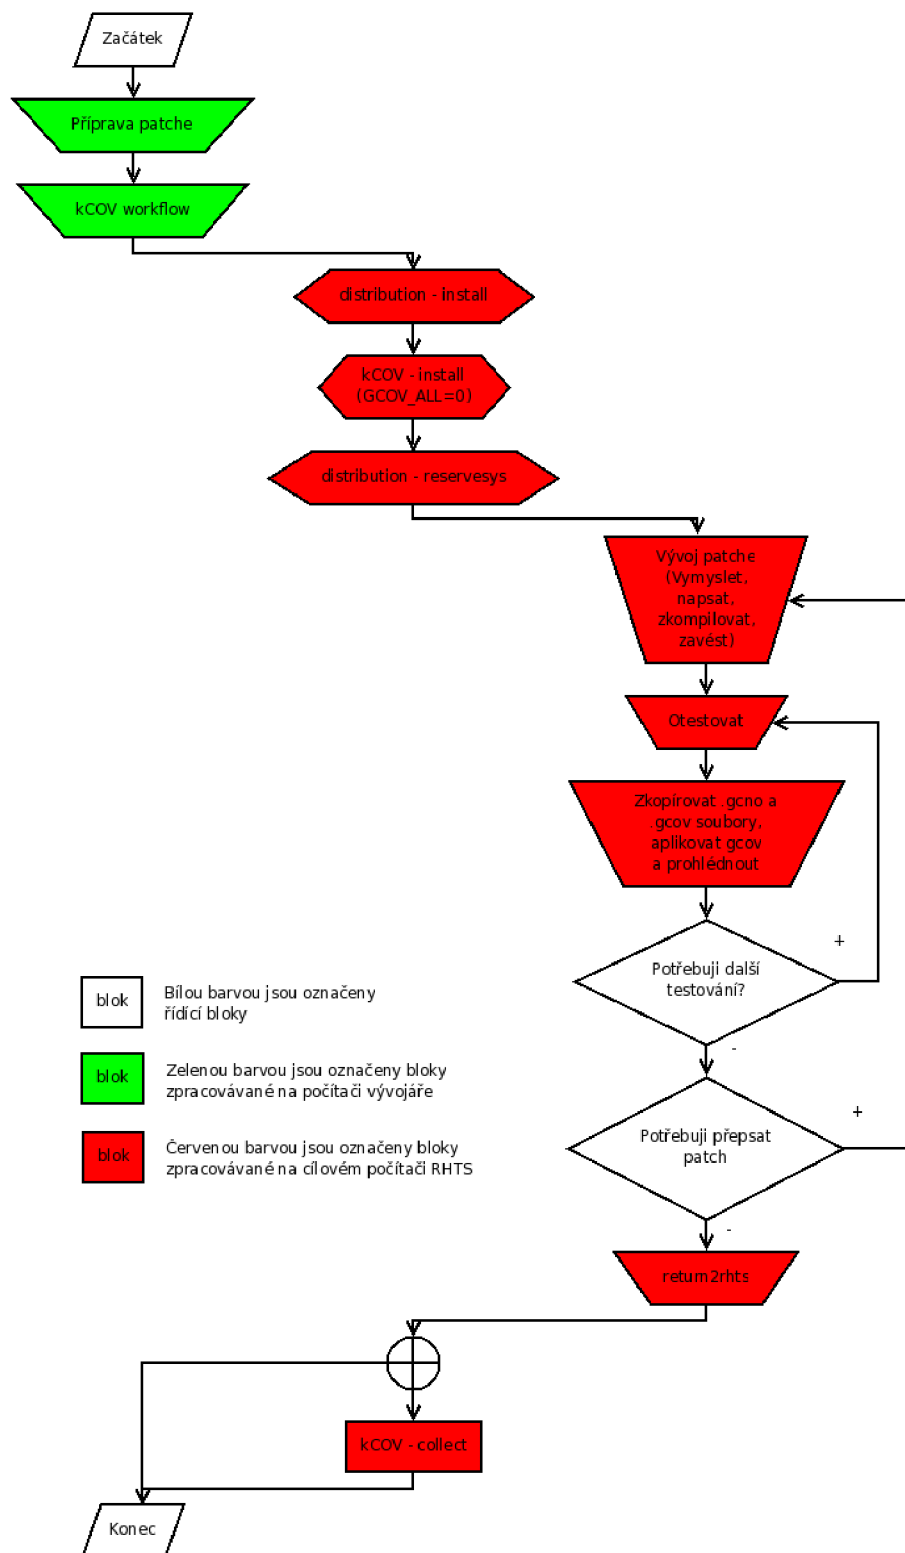 Začátek
Příprava patche
kCOV workflow
distribution - install
kCOV - install
(GCOV_ALL=0)
distribution - reservesys
Vývoj patche
(Vymyslet,
napsat,
zkompilovat,
zavést)
Otestovat
Zkopírovat .gcno a
.gcov soubory,
aplikovat gcov
a prohlédnout
+
Potřebuji další
testování?
-
blok
Bílou barvou jsou označeny
řídící bloky
blok
Zelenou barvou jsou označeny bloky
zpracovávané na počítači vývojáře
blok
Červenou barvou jsou označeny bloky
zpracovávané na cílovém počítači RHTS
+
Potřebuji přepsat
patch
-
return2rhts
kCOV - collect
Konec